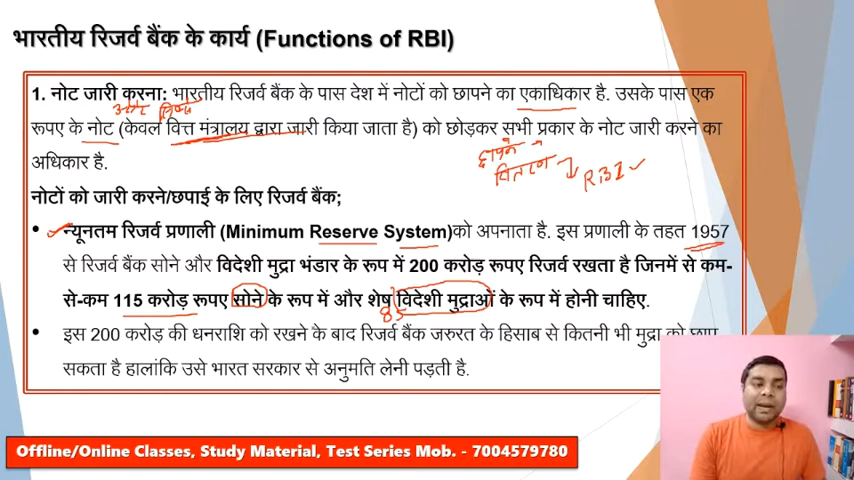 भारतीय रिजर्व बैंक के कार्य (Functions of RBI)
1. नोट जारी करना: भारतीय रिजर्व बैंक के पास देश में नोटों को छापने का एकाधिकार है. उसके पास एक
रूपए के नोट (केवल वित्त मंत्रालय द्वारा जारी किया जाता है) को छोड़कर सभी प्रकार के नोट जारी करने का
छापने
वितरण
RBI
अधिकार है.
नोटों को जारी करने/छपाई के लिए रिजर्व बैंक;
• न्यूनतम रिजर्व प्रणाली (Minimum Reserve System)को अपनाता है. इस प्रणाली के तहत 1957
से रिजर्व बैंक सोने और विदेशी मुद्रा भंडार के रूप में 200 करोड़ रूपए रिजर्व रखता है जिनमें से कम-
से-कम 115 करोड़ रूपए सोने के रूप में और शेष विदेशी मुद्राओं के रूप में होनी चाहिए.
85
• इस 200 करोड़ की धनराशि को रखने के बाद रिजर्व बैंक जरुरत के हिसाब से कितनी भी मुद्रा को छाप
सकता है हालांकि उसे भारत सरकार से अनुमति लेनी पड़ती है.
Offline/Online Classes, Study Material, Test Series Mob. - 7004579780